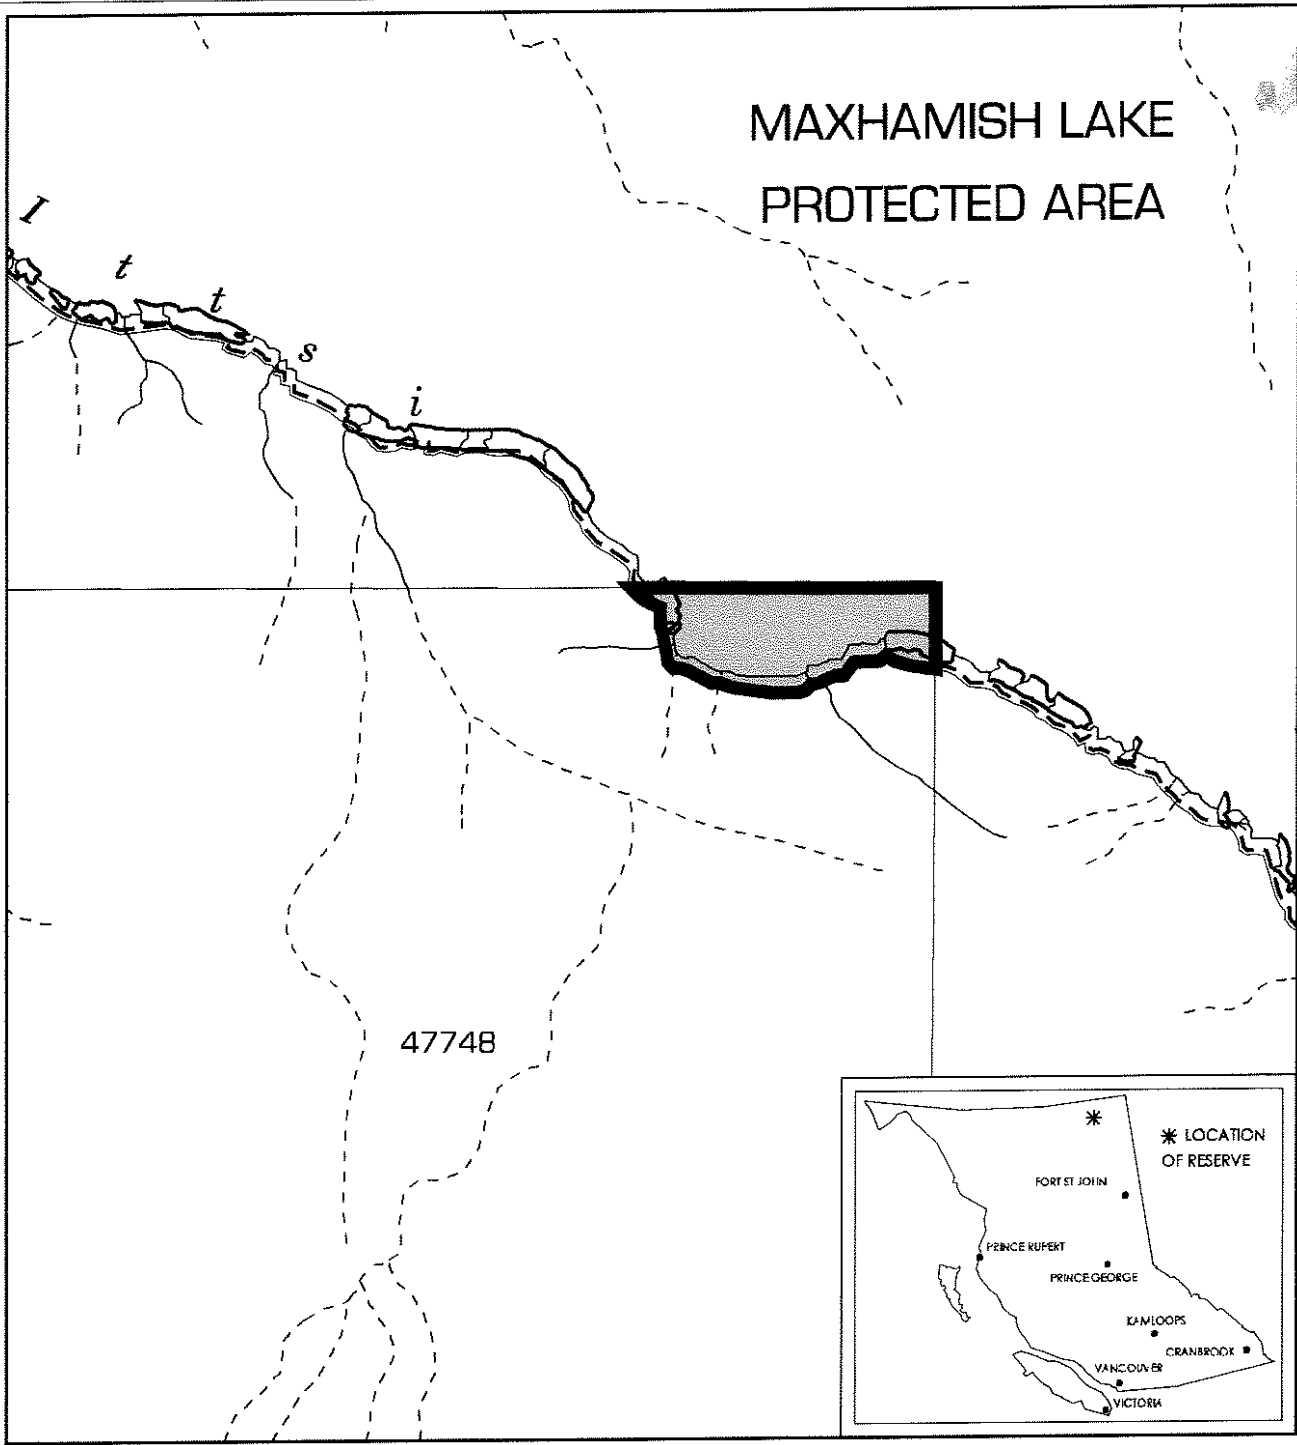 MAXHAMISH LAKE
PROTECTED AREA
I t t s i
47748
* LOCATION
OF RESERVE
FORT ST JOHN
PRINCE RUPERT
PRINCE GEORGE
KAMLOOPS
CRANBROOK
VANCOUVER
VICTORIA